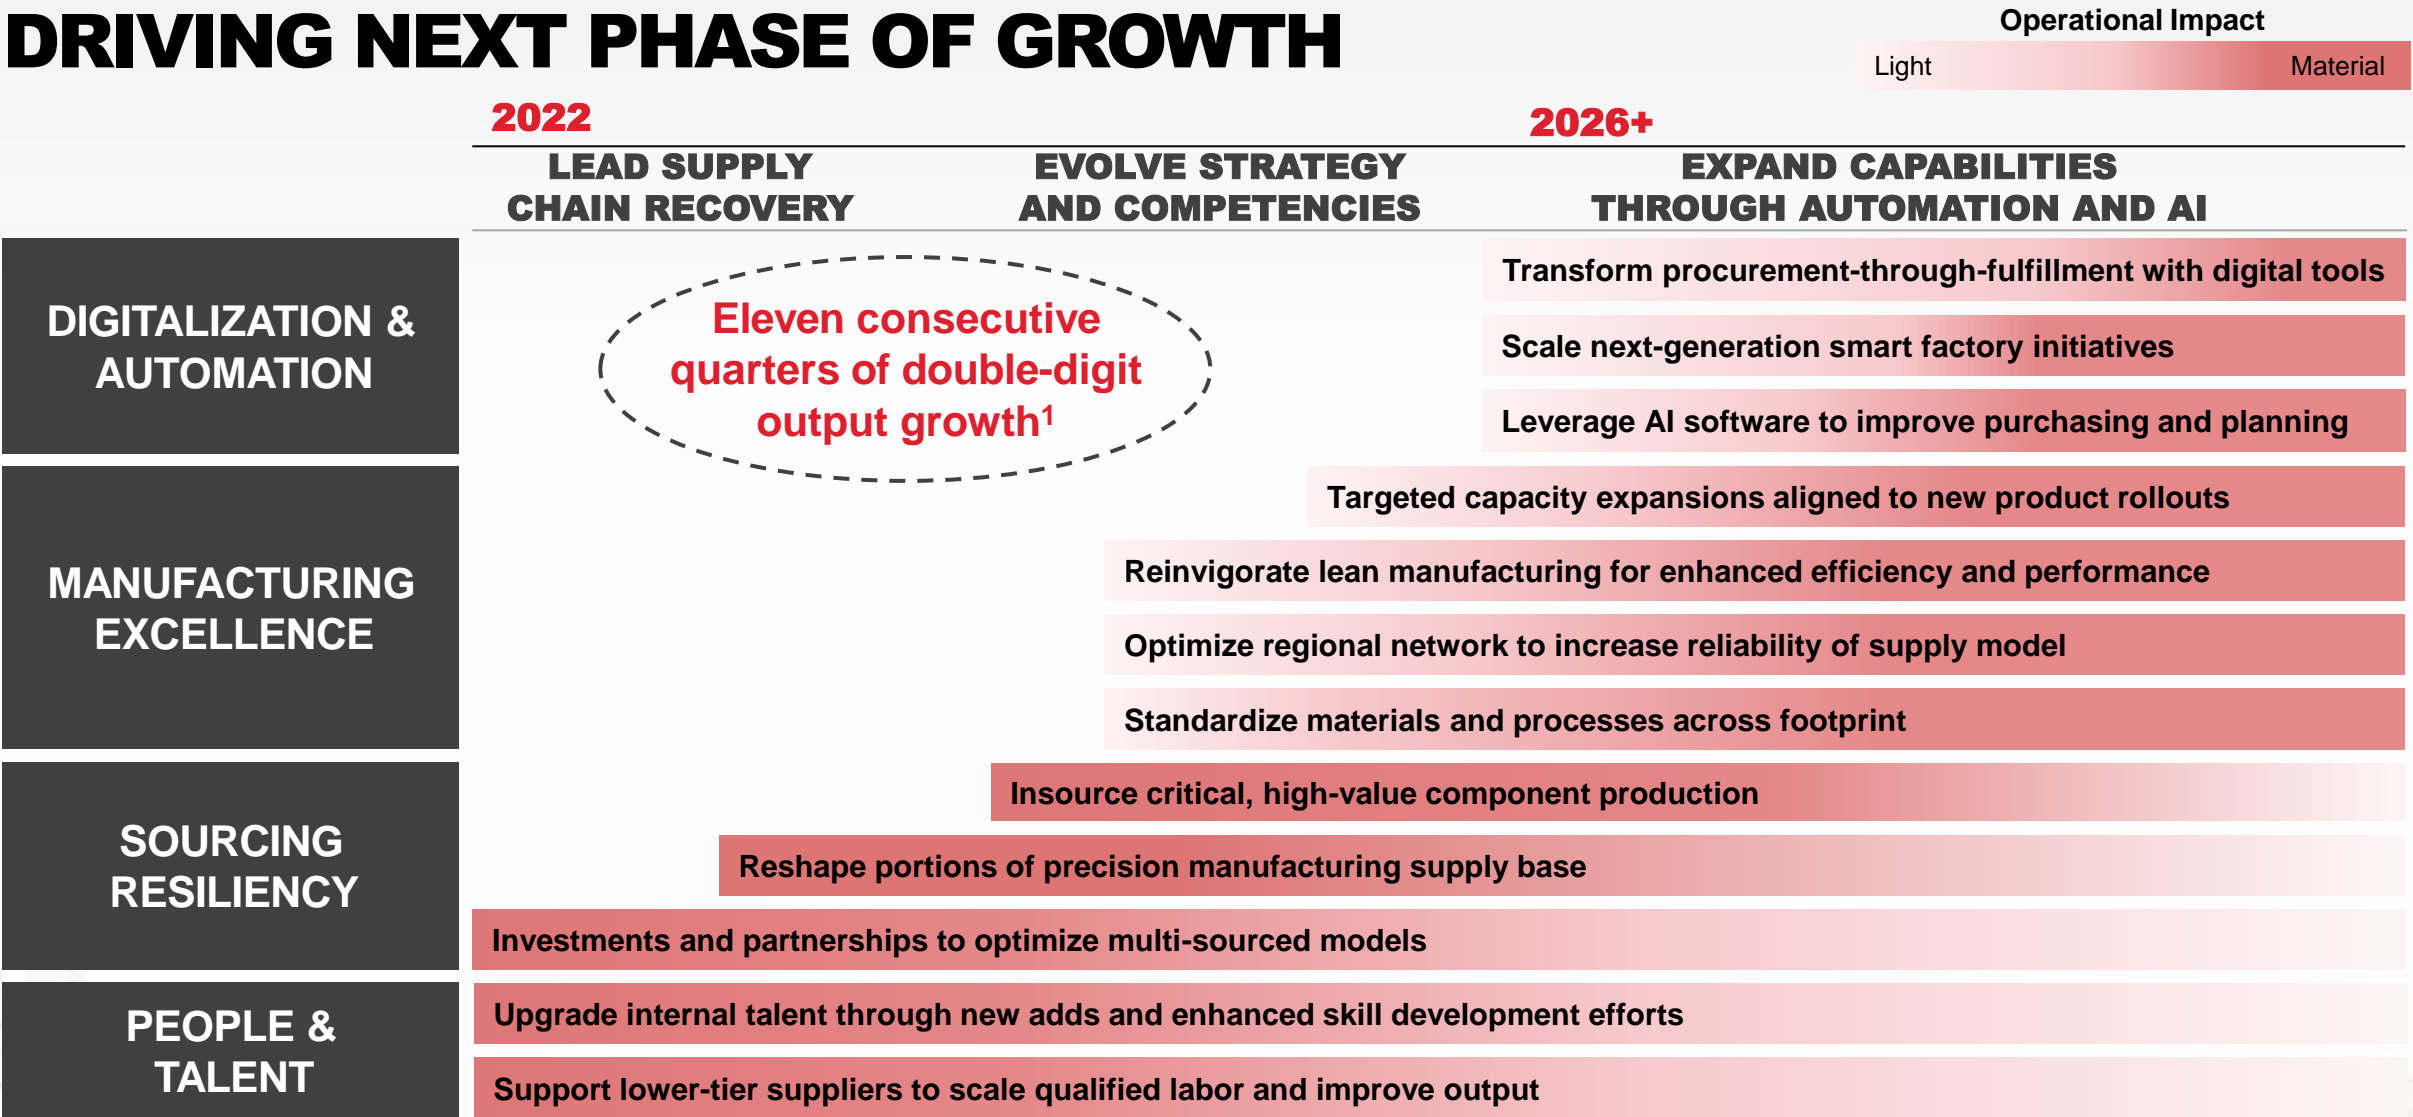 DRIVING NEXT PHASE OF GROWTH
Operational Impact
Light
Material
2022
2026+
LEAD SUPPLY
CHAIN RECOVERY
EVOLVE STRATEGY
AND COMPETENCIES
EXPAND CAPABILITIES
THROUGH AUTOMATION AND AI
DIGITALIZATION &
AUTOMATION
Eleven consecutive
quarters of double-digit
output growth¹
Transform procurement-through-fulfillment with digital tools
Scale next-generation smart factory initiatives
Leverage AI software to improve purchasing and planning
MANUFACTURING
EXCELLENCE
Targeted capacity expansions aligned to new product rollouts
Reinvigorate lean manufacturing for enhanced efficiency and performance
Optimize regional network to increase reliability of supply model
Standardize materials and processes across footprint
SOURCING
RESILIENCY
Insource critical, high-value component production
Reshape portions of precision manufacturing supply base
Investments and partnerships to optimize multi-sourced models
PEOPLE &
TALENT
Upgrade internal talent through new adds and enhanced skill development efforts
Support lower-tier suppliers to scale qualified labor and improve output